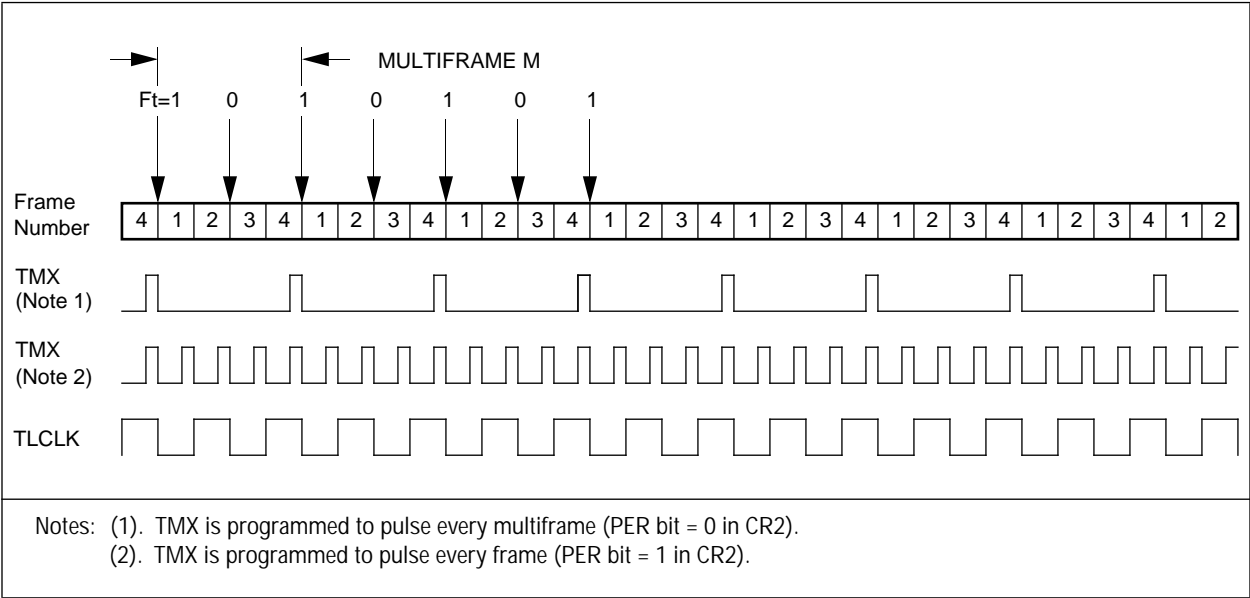 MULTIFRAME M
Ft=1 0 1 0 1 0 1
Frame
Number
4 1 2 3 4 1 2 3 4 1 2 3 4 1 2 3 4 1 2 3 4 1 2 3 4 1 2 3 4 1 2
TMX
(Note 1)
TMX
(Note 2)
TLCLK
Notes: (1). TMX is programmed to pulse every multiframe (PER bit = 0 in CR2).
(2). TMX is programmed to pulse every frame (PER bit = 1 in CR2).